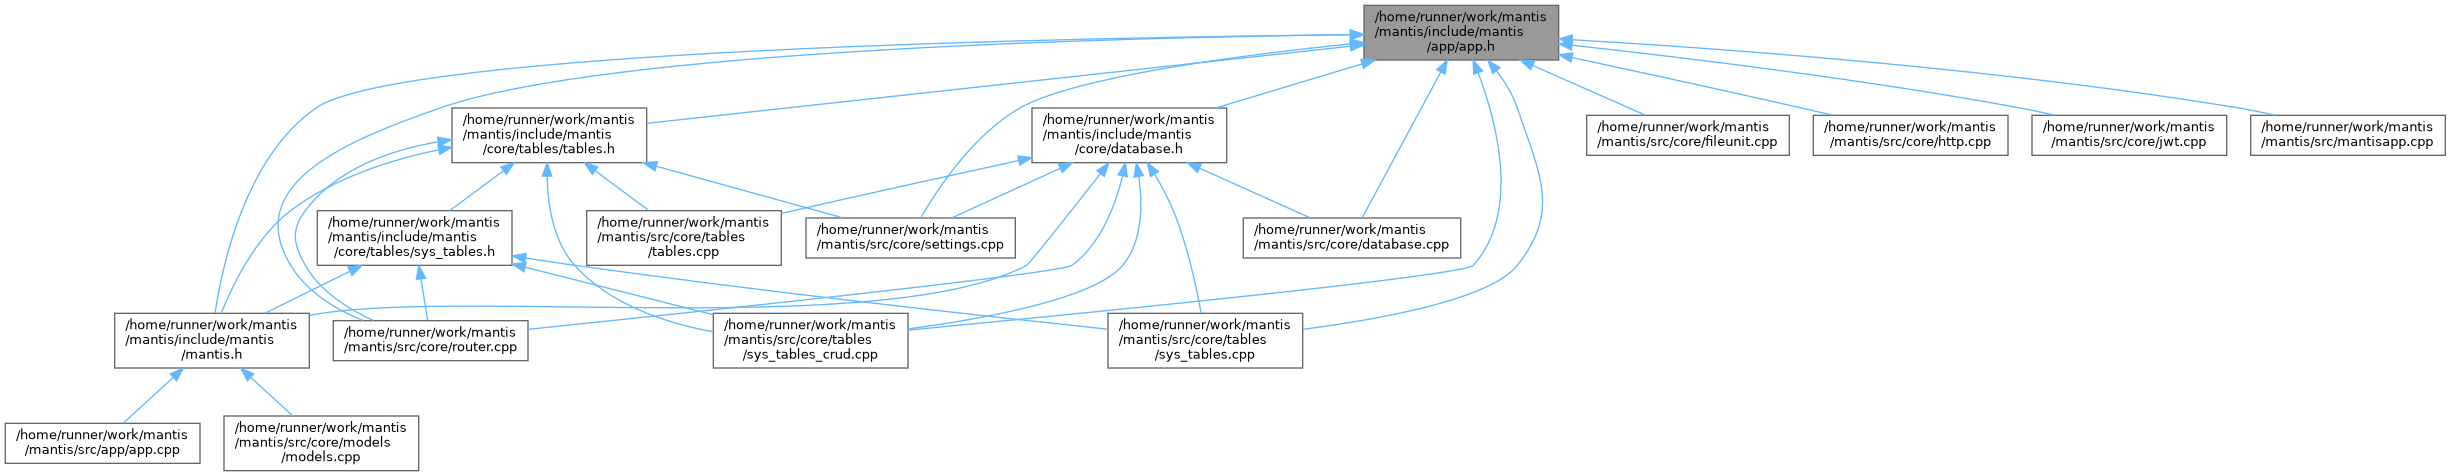 /home/runner/work/mantis
/mantis/include/mantis
/app/app.h
/home/runner/work/mantis
/mantis/include/mantis
/core/tables/tables.h
/home/runner/work/mantis
/mantis/include/mantis
/core/database.h
/home/runner/work/mantis
/mantis/src/core/fileunit.cpp
/home/runner/work/mantis
/mantis/src/core/http.cpp
/home/runner/work/mantis
/mantis/src/core/jwt.cpp
/home/runner/work/mantis
/mantis/src/mantisapp.cpp
/home/runner/work/mantis
/mantis/include/mantis
/core/tables/sys_tables.h
/home/runner/work/mantis
/mantis/src/core/tables
/tables.cpp
/home/runner/work/mantis
/mantis/src/core/settings.cpp
/home/runner/work/mantis
/mantis/src/core/database.cpp
/home/runner/work/mantis
/mantis/include/mantis
/mantis.h
/home/runner/work/mantis
/mantis/src/core/router.cpp
/home/runner/work/mantis
/mantis/src/core/tables
/sys_tables_crud.cpp
/home/runner/work/mantis
/mantis/src/core/tables
/sys_tables.cpp
/home/runner/work/mantis
/mantis/src/app/app.cpp
/home/runner/work/mantis
/mantis/src/core/models
/models.cpp